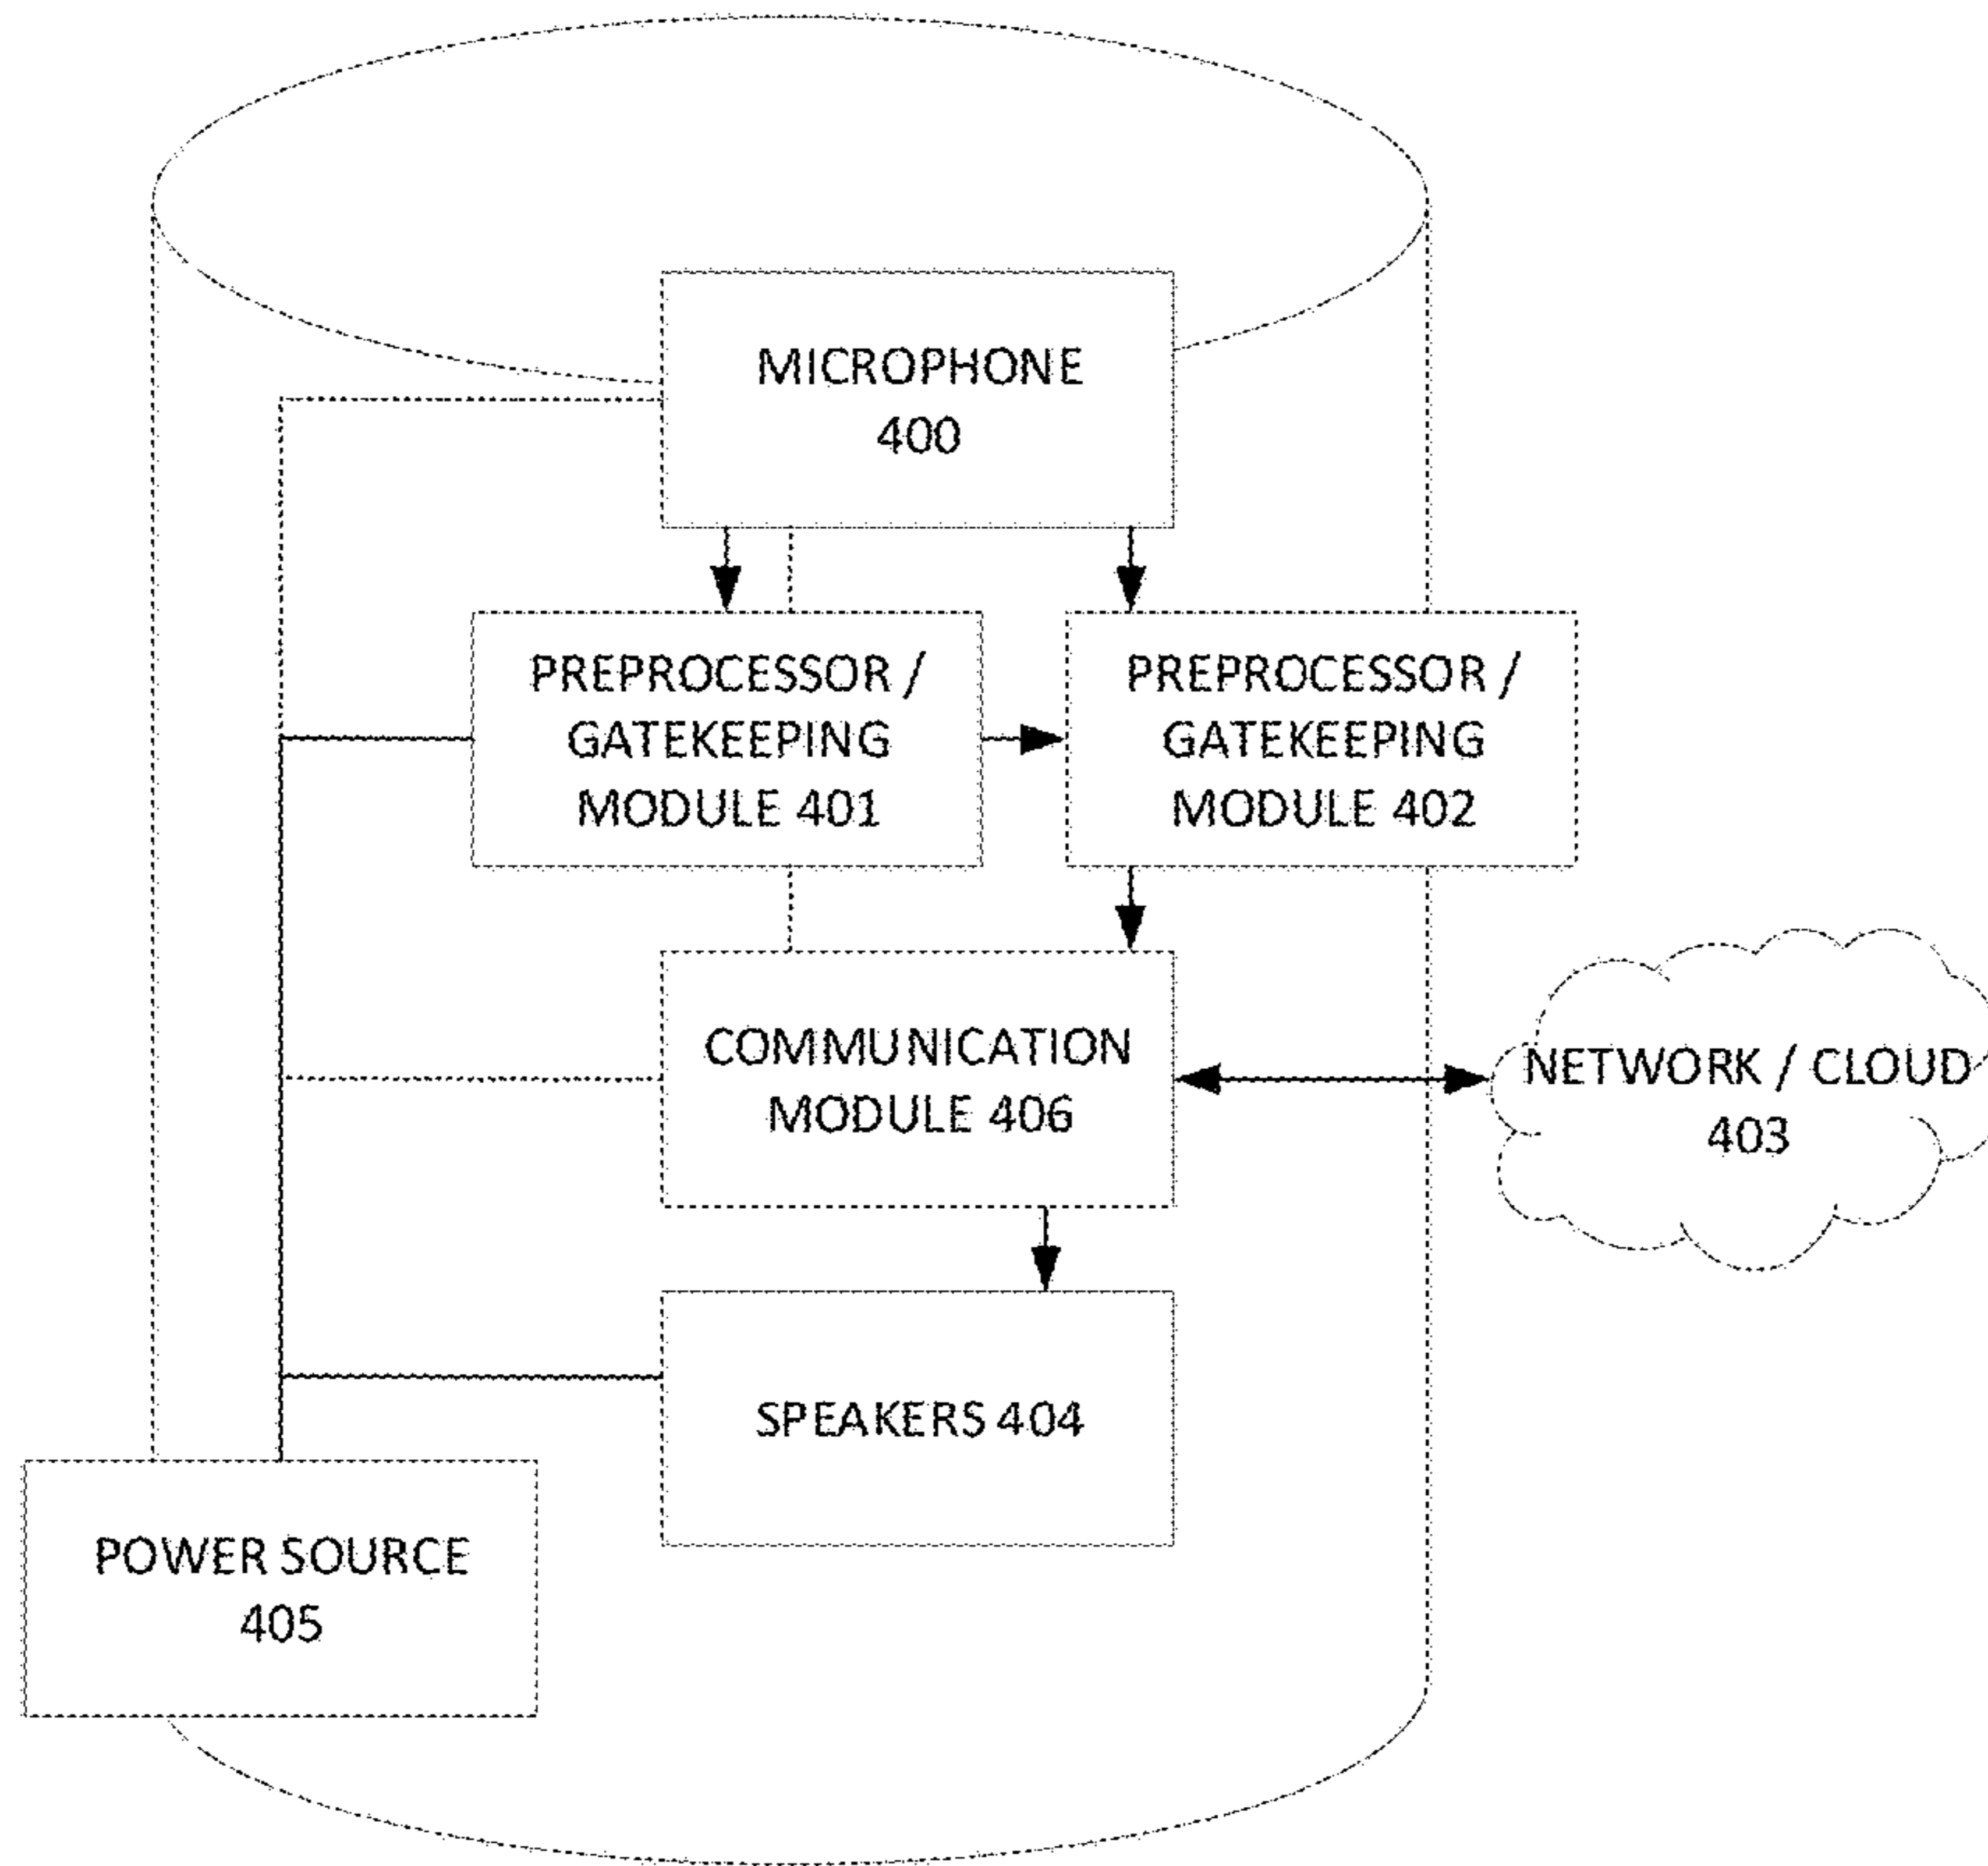 MICROPHONE
400
PREPROCESSOR /
GATEKEEPING
MODULE 401
PREPROCESSOR /
GATEKEEPING
MODULE 402
COMMUNICATION
MODULE 406
NETWORK / CLOUD
403
SPEAKERS 404
POWER SOURCE
405